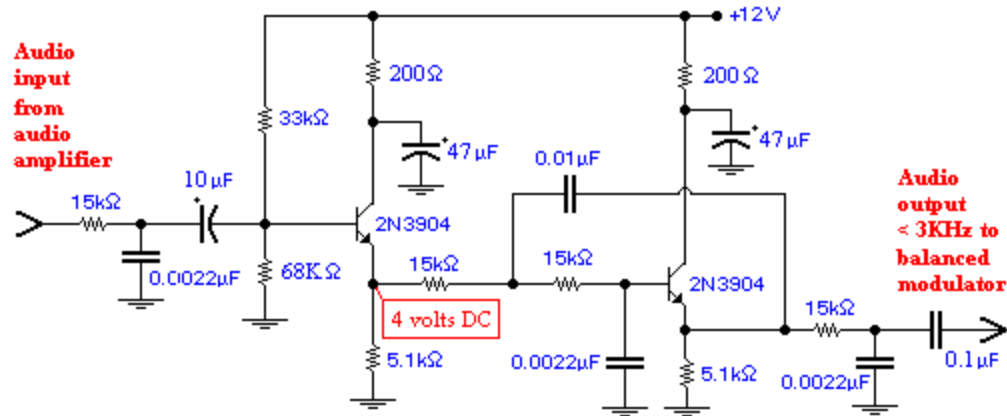 +12V
Audio
input
from
audio
amplifier
200Ω
200Ω
33kΩ
47µF
47µF
0.01µF
10µF
15kΩ
2N3904
Audio
output
< 3KHz to
balanced
modulator
0.0022µF
68KΩ
15kΩ
15kΩ
2N3904
15kΩ
4 volts DC
5.1kΩ
0.0022µF
5.1kΩ
0.0022µF
0.1µF